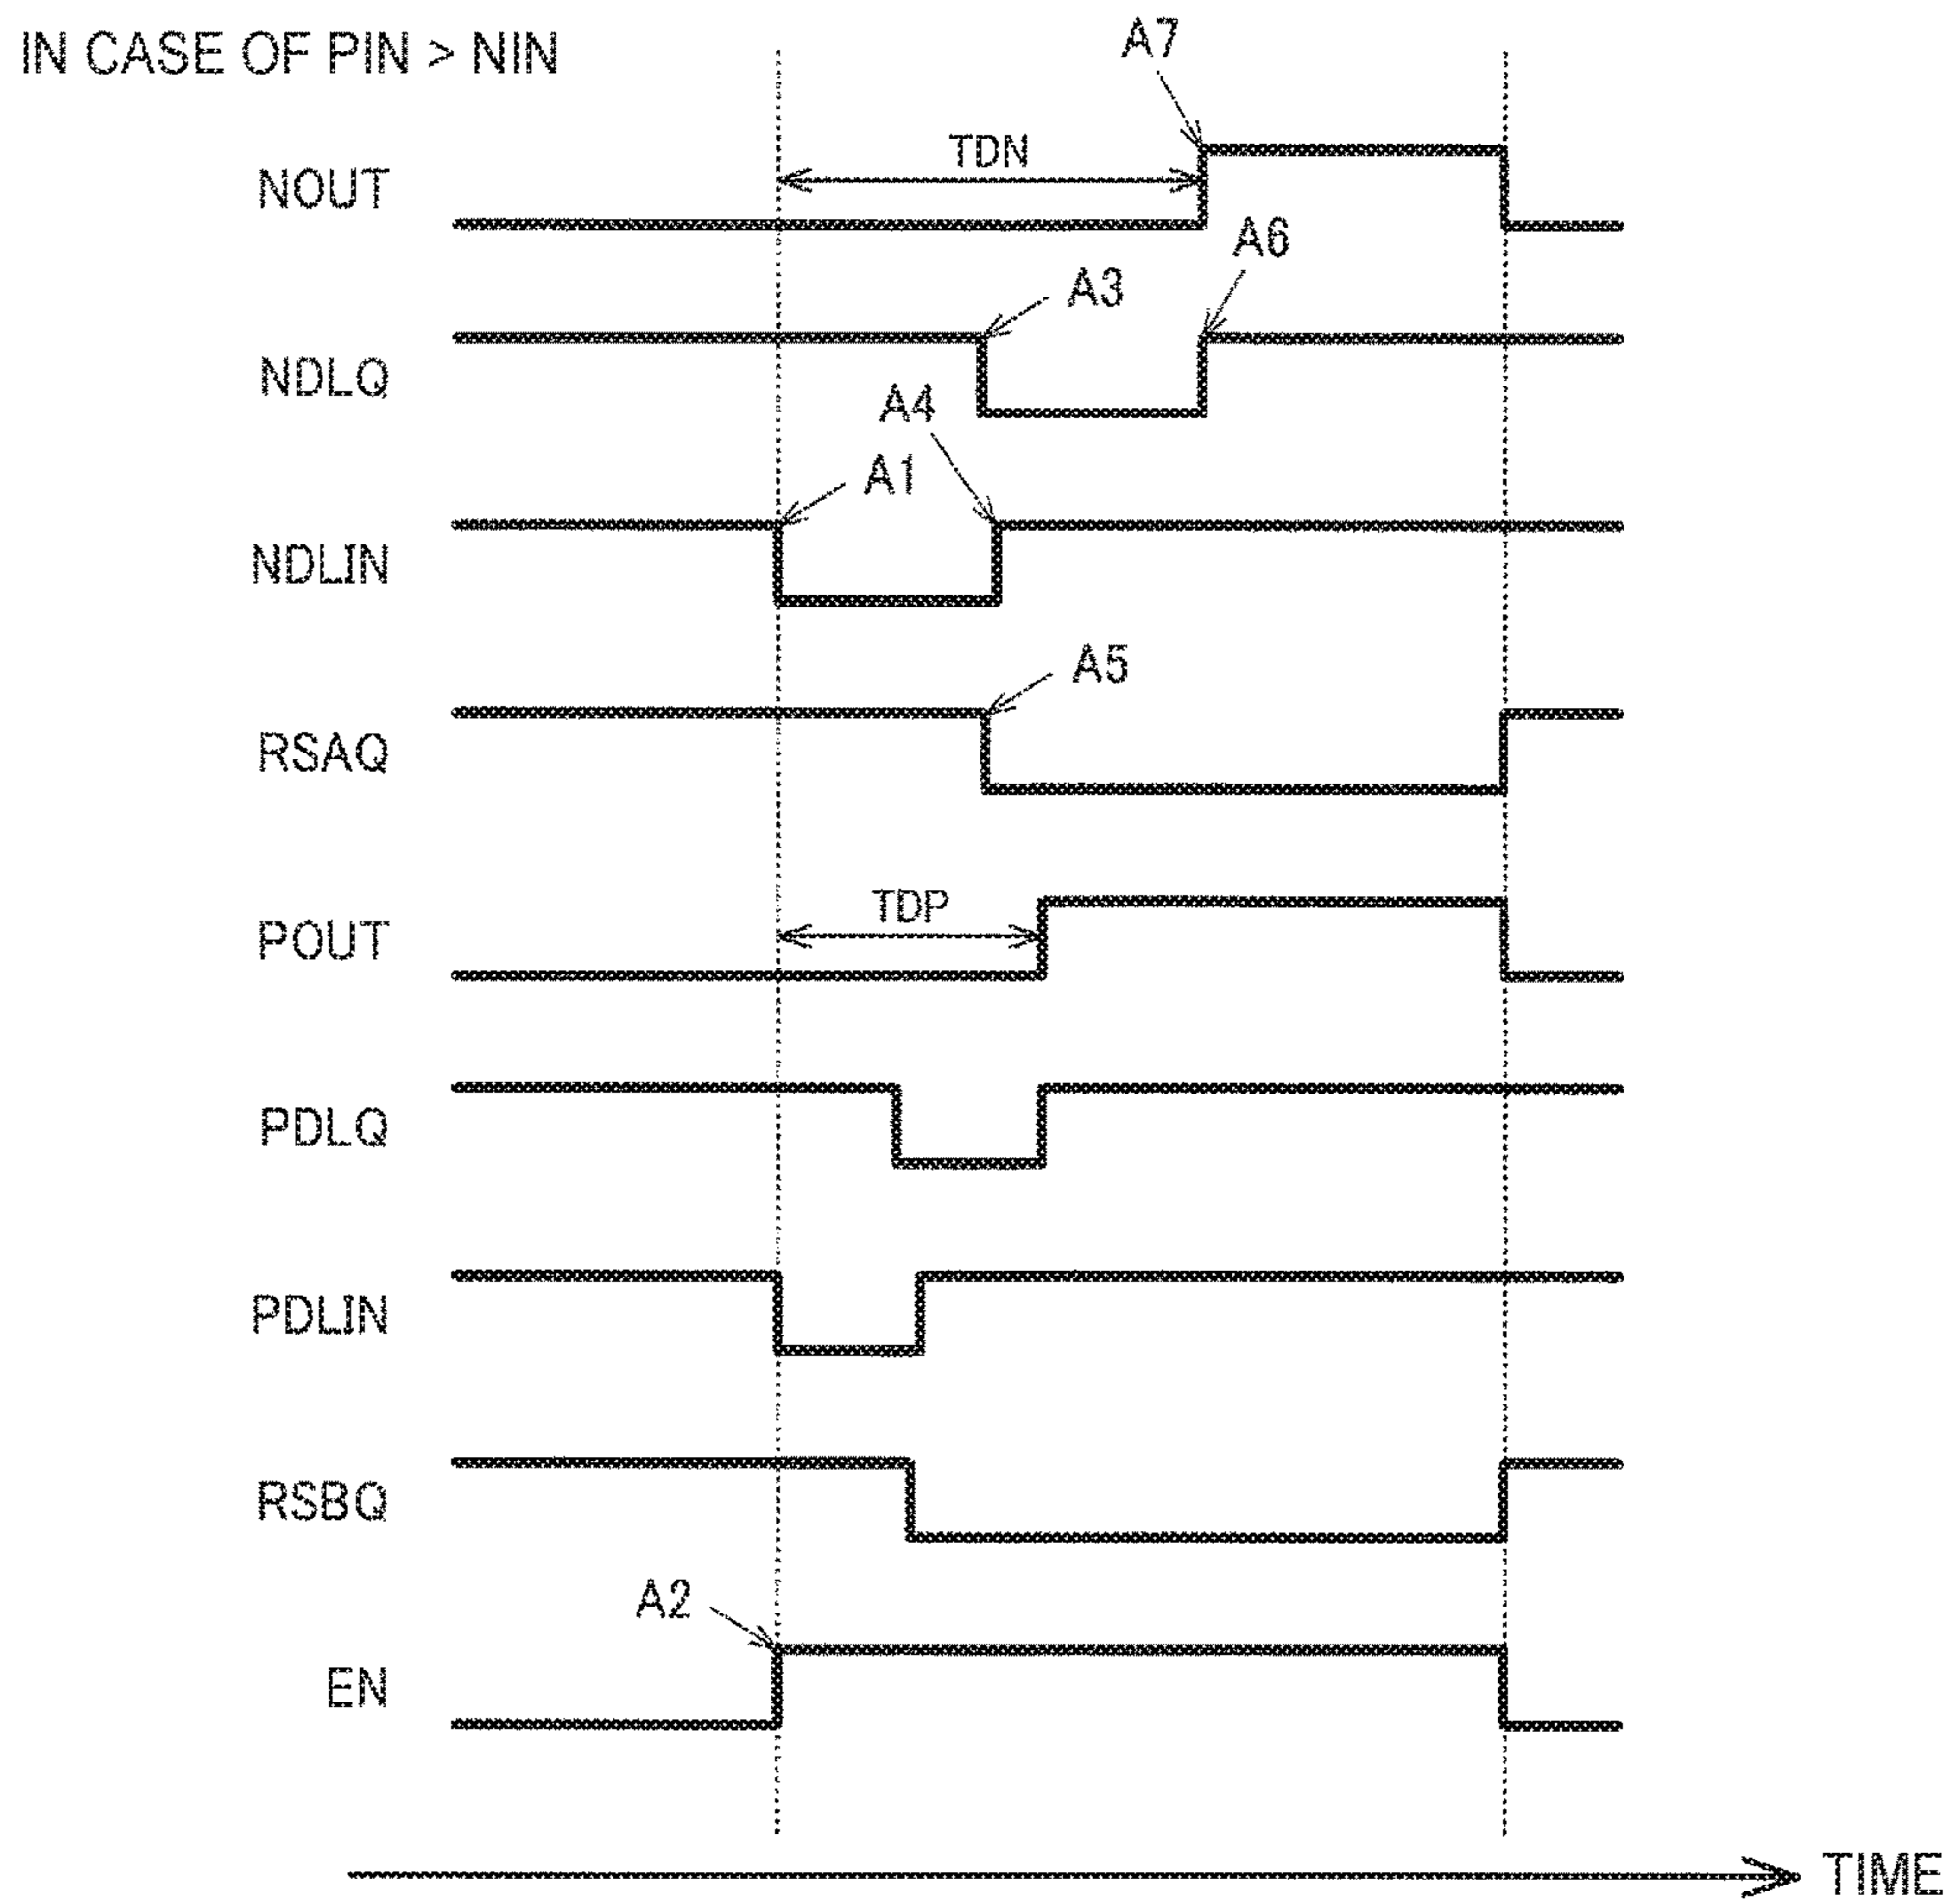 IN CASE OF PIN > NIN
A7
TDN
NOUT
A6
A3
NDLQ
A4
A1
NDLIN
A5
RSAQ
TDP
POUT
PDLQ
PDLIN
RSBQ
A2
EN
TIME